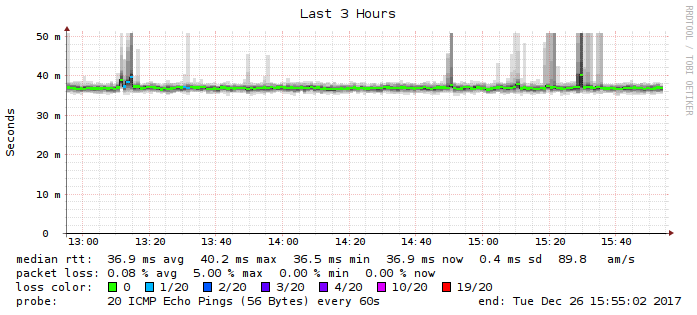 Last 3 Hours
RRDTOOL / TOBI OETIKER
Seconds
50 m
40 m
30 m
20 m
10 m
0
13:00 13:20 13:40 14:00 14:20 14:40 15:00 15:20 15:40
median rtt: 36.9 ms avg 40.2 ms max 36.5 ms min 36.9 ms now 0.4 ms sd 89.8 am/s
packet loss: 0.08 % avg 5.00 % max 0.00 % min 0.00 % now
loss color: 0 1/20 2/20 3/20 4/20 10/20 19/20
probe: 20 ICMP Echo Pings (56 Bytes) every 60s end: Tue Dec 26 15:55:02 2017